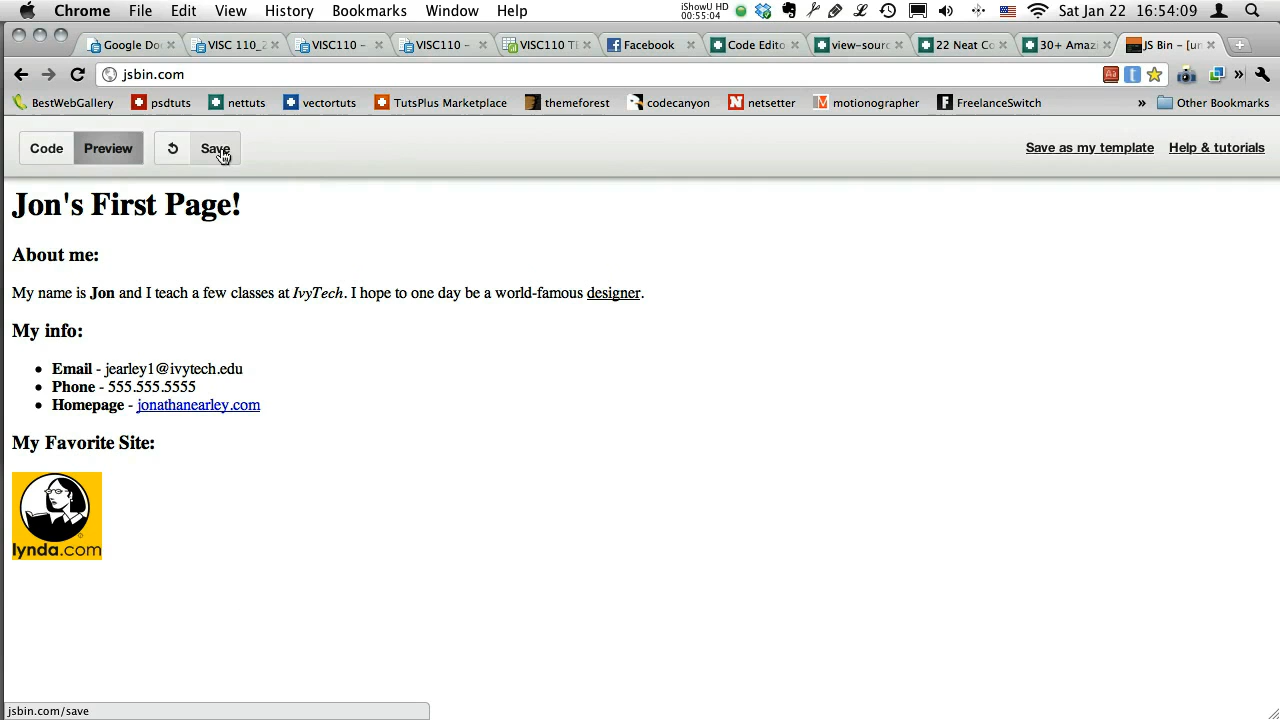 Chrome File Edit View History Bookmarks Window Help iShowU HD 00:55:04 Sat Jan 22 16:54:09
Google Do VISC 110_2 VISC110 – VISC110 – VISC110 TE Facebook Code Edito view-sourc 22 Neat Co 30+ Amazi JS Bin – [un
jsbin.com
BestWebGallery psdtuts nettuts vectortuts TutsPlus Marketplace themeforest codecanyon netsetter motionographer FreelanceSwitch » Other Bookmarks
Code Preview Save Save as my template Help & tutorials
Jon's First Page!
About me:
My name is Jon and I teach a few classes at IvyTech. I hope to one day be a world-famous designer.
My info:
• Email - jearley1@ivytech.edu
• Phone - 555.555.5555
• Homepage - jonathanearley.com
My Favorite Site:
lynda.com
jsbin.com/save